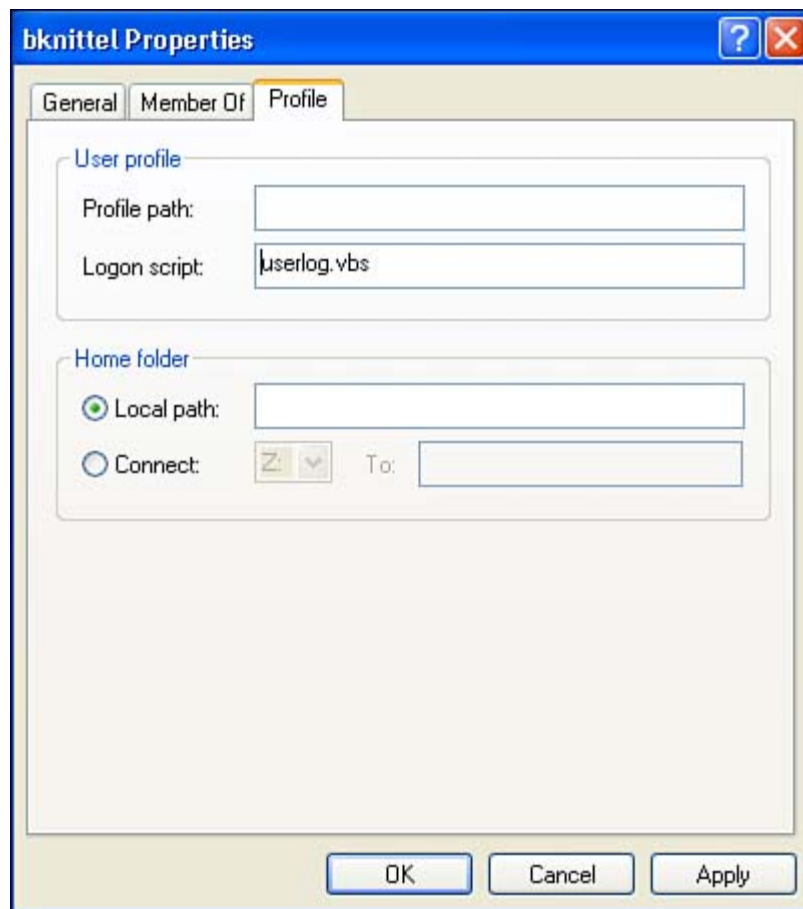 bknittel Properties
General Member Of Profile
User profile
Profile path:
Logon script: userlog.vbs
Home folder
Local path:
Connect: Z: To:
OK Cancel Apply